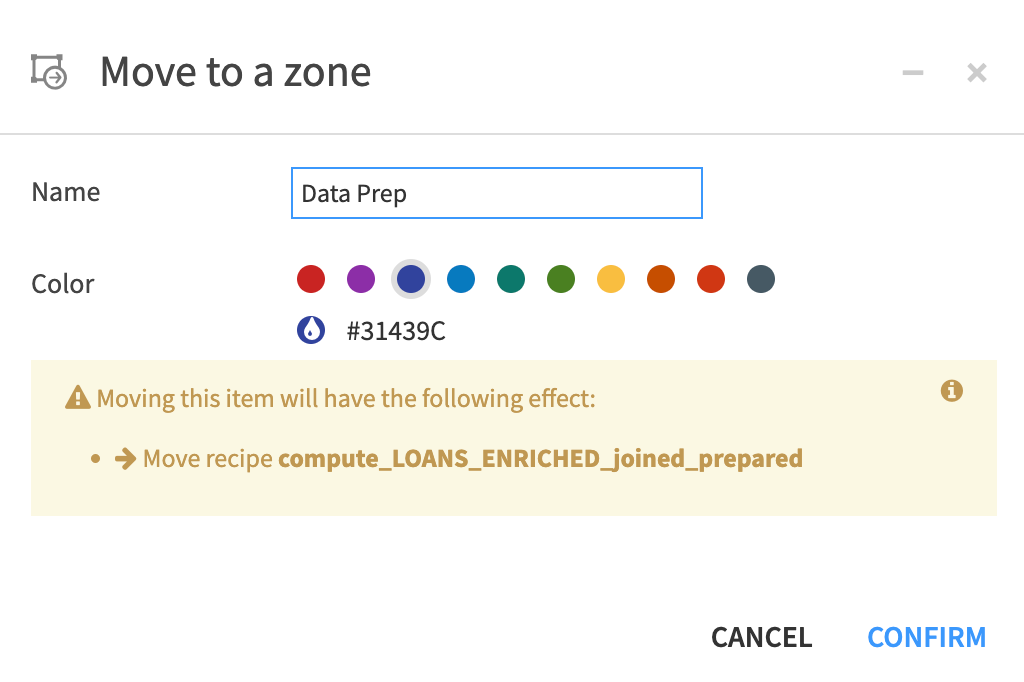 Move to a zone
Name
Data Prep
Color
#31439C
Moving this item will have the following effect:
Move recipe compute_LOANS_ENRICHED_joined_prepared
CANCEL
CONFIRM